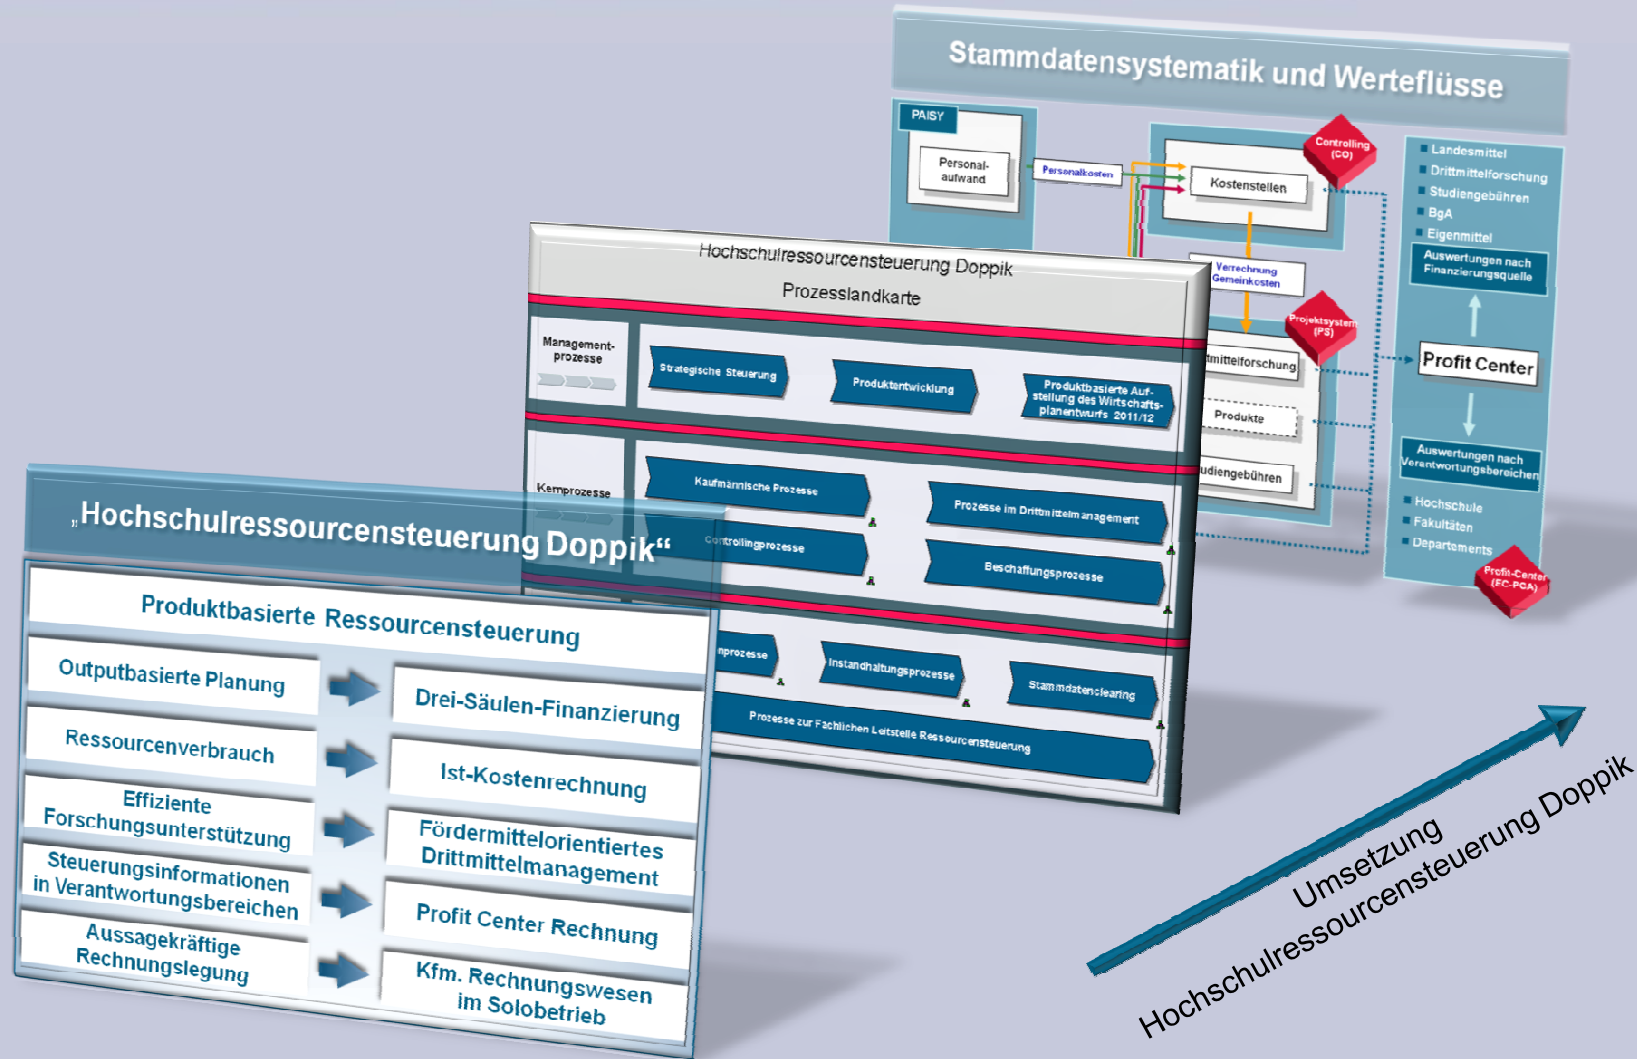 „Hochschulressourcensteuerung Doppik“
Produktbasierte Ressourcensteuerung
Outputbasierte Planung
Drei-Säulen-Finanzierung
Ressourcenverbrauch
Ist-Kostenrechnung
Effiziente
Forschungsunterstützung
Fördermittelorientiertes
Drittmittelmanagement
Steuerungsinformationen
in Verantwortungsbereichen
Profit Center Rechnung
Aussagekräftige
Rechnungslegung
Kfm. Rechnungswesen
im Solobetrieb
Hochschulressourcensteuerung Doppik
Prozesslandkarte
Management-
prozesse
Strategische Steuerung
Produktentwicklung
Produktbasierte Auf-
stellung des Wirtschafts-
planentwurfs 2011/12
Kernprozesse
Kaufmännische Prozesse
Prozesse im Drittmittelmanagement
Controllingprozesse
Beschaffungsprozesse
nprozesse
Instandhaltungsprozesse
Stammdatenclearing
Prozesse zur Fachlichen Leitstelle Ressourcensteuerung
Stammdatensystematik und Werteflüsse
PAISY
Personal-
aufwand
Personalkosten
Kostenstellen
Controlling
(CO)
Verrechnung
Gemeinkosten
Projektsystem
(PS)
tmittelforschung
Produkte
udiengebühren
Landesmittel
Drittmittelforschung
Studiengebühren
BgA
Eigenmittel
Auswertungen nach
Finanzierungsquelle
Profit Center
Auswertungen nach
Verantwortungsbereichen
Hochschule
Fakultäten
Departements
Profit-Center
(EC-PCA)
Umsetzung
Hochschulressourcensteuerung Doppik